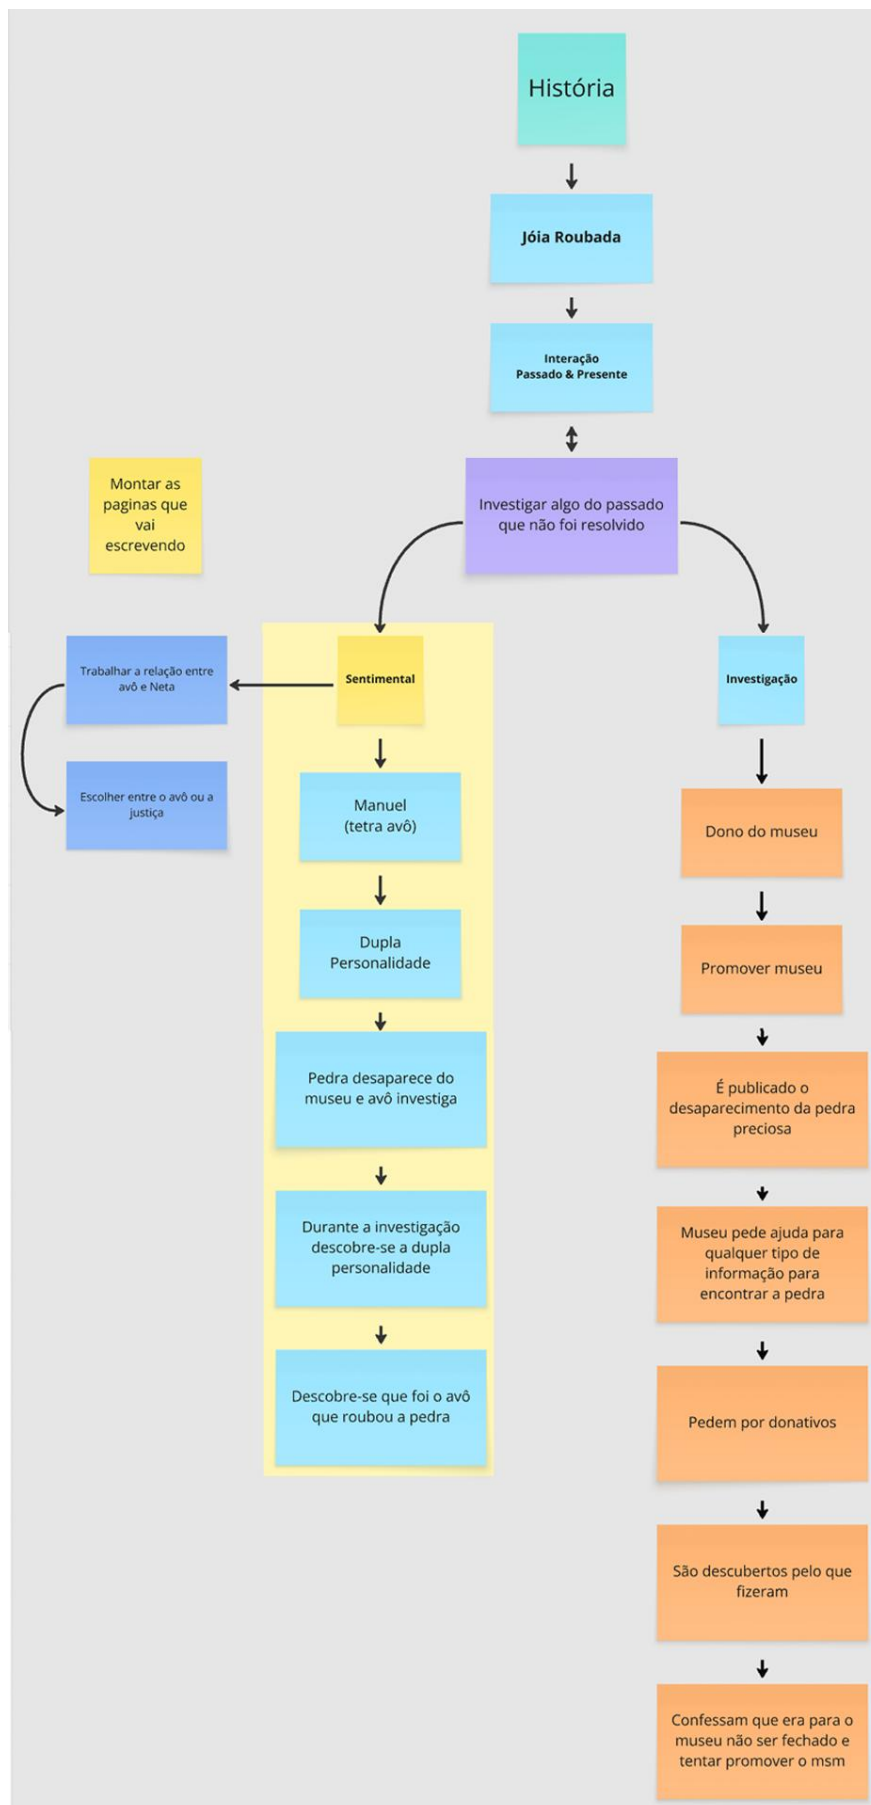 História
Jóia Roubada
Interação
Passado & Presente
Investigar algo do passado
que não foi resolvido
Montar as
paginas que
vai
escrevendo
Trabalhar a relação entre
avô e Neta
Escolher entre o avô ou a
justiça
Sentimental
Manuel
(tetra avô)
Dupla
Personalidade
Pedra desaparece do
museu e avô investiga
Durante a investigação
descobre-se a dupla
personalidade
Descobre-se que foi o avô
que roubou a pedra
Investigação
Dono do museu
Promover museu
É publicado o
desaparecimento da pedra
preciosa
Museu pede ajuda para
qualquer tipo de
informação para
encontrar a pedra
Pedem por donativos
São descubertos pelo que
fizeram
Confessam que era para o
museu não ser fechado e
tentar promover o msm